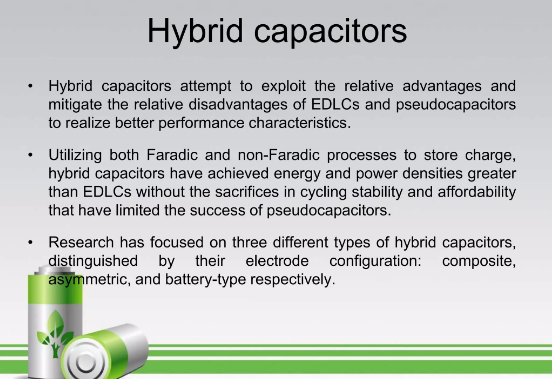 Hybrid capacitors
• Hybrid capacitors attempt to exploit the relative advantages and
mitigate the relative disadvantages of EDLCs and pseudocapacitors
to realize better performance characteristics.
• Utilizing both Faradic and non-Faradic processes to store charge,
hybrid capacitors have achieved energy and power densities greater
than EDLCs without the sacrifices in cycling stability and affordability
that have limited the success of pseudocapacitors.
• Research has focused on three different types of hybrid capacitors,
distinguished by their electrode configuration: composite,
asymmetric, and battery-type respectively.